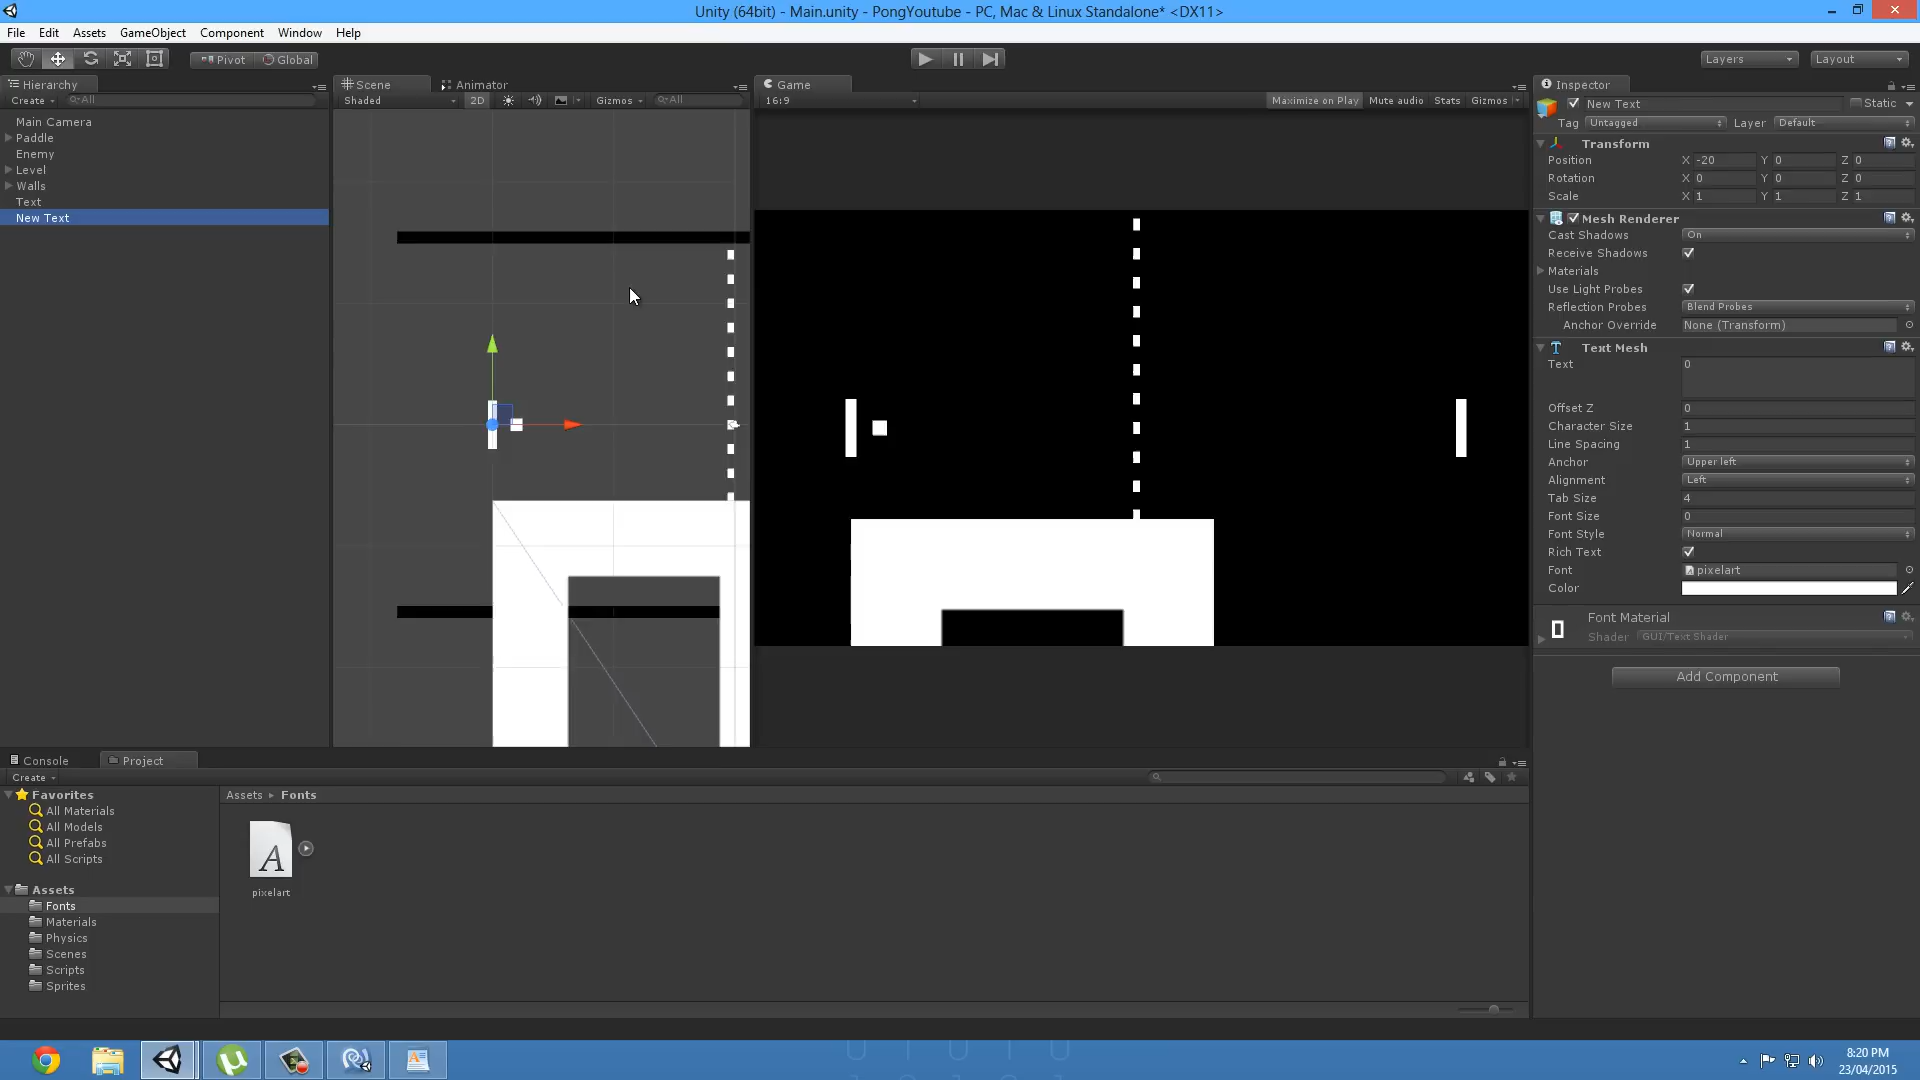 Unity (64bit) - Main.unity - PongYoutube - PC, Mac & Linux Standalone* <DX11>
File Edit Assets GameObject Component Window Help
Pivot Global Layers Layout
Hierarchy
Create All
Main Camera
Paddle
Enemy
Level
Walls
Text
New Text
Scene Animator
Shaded 2D Gizmos All
Game
16:9 Maximize on Play Mute audio Stats Gizmos
Inspector
New Text Static
Tag Untagged Layer Default
Transform
Position X -20 Y 0 Z 0
Rotation X 0 Y 0 Z 0
Scale X 1 Y 1 Z 1
Mesh Renderer
Cast Shadows On
Receive Shadows
Materials
Use Light Probes
Reflection Probes Blend Probes
Anchor Override None (Transform)
Text Mesh
Text 0
Offset Z 0
Character Size 1
Line Spacing 1
Anchor Upper left
Alignment Left
Tab Size 4
Font Size 0
Font Style Normal
Rich Text
Font pixelart
Color
Font Material
Shader GUI/Text Shader
Add Component
Console Project
Create
Favorites
All Materials
All Models
All Prefabs
All Scripts
Assets
Fonts
Materials
Physics
Scenes
Scripts
Sprites
Assets Fonts
A
pixelart
8:20 PM
23/04/2015